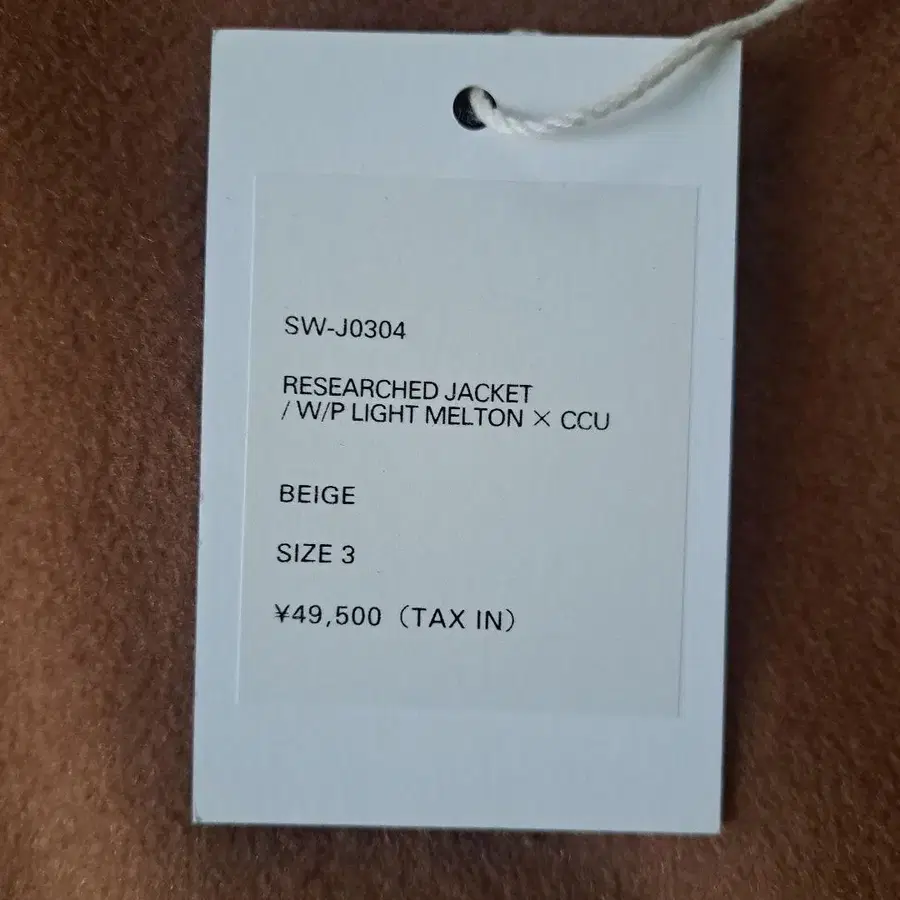 SW-J0304
RESEARCHED JACKET
/ W/P LIGHT MELTON × CCU
BEIGE
SIZE 3
¥49,500 (TAX IN)